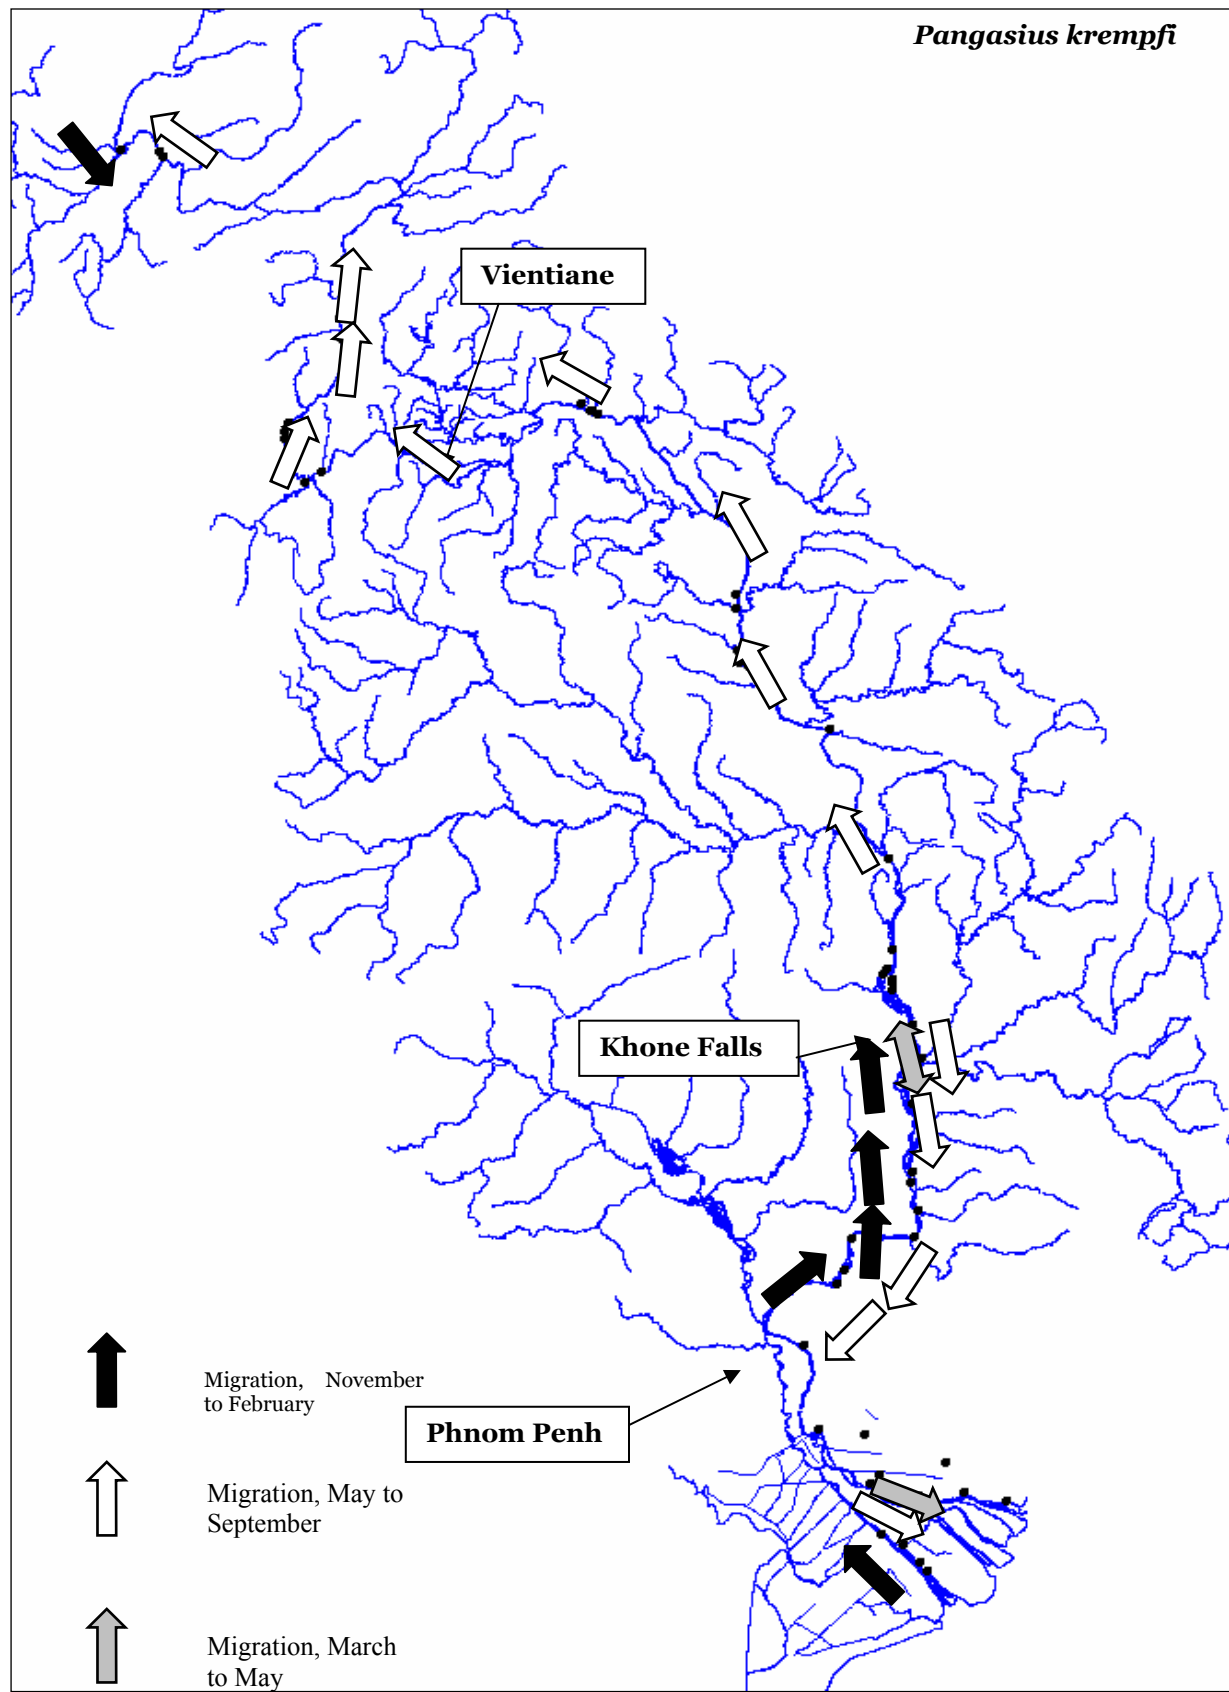 Pangasius krempfi
Vientiane
Khone Falls
Migration, November
to February
Phnom Penh
Migration, May to
September
Migration, March
to May